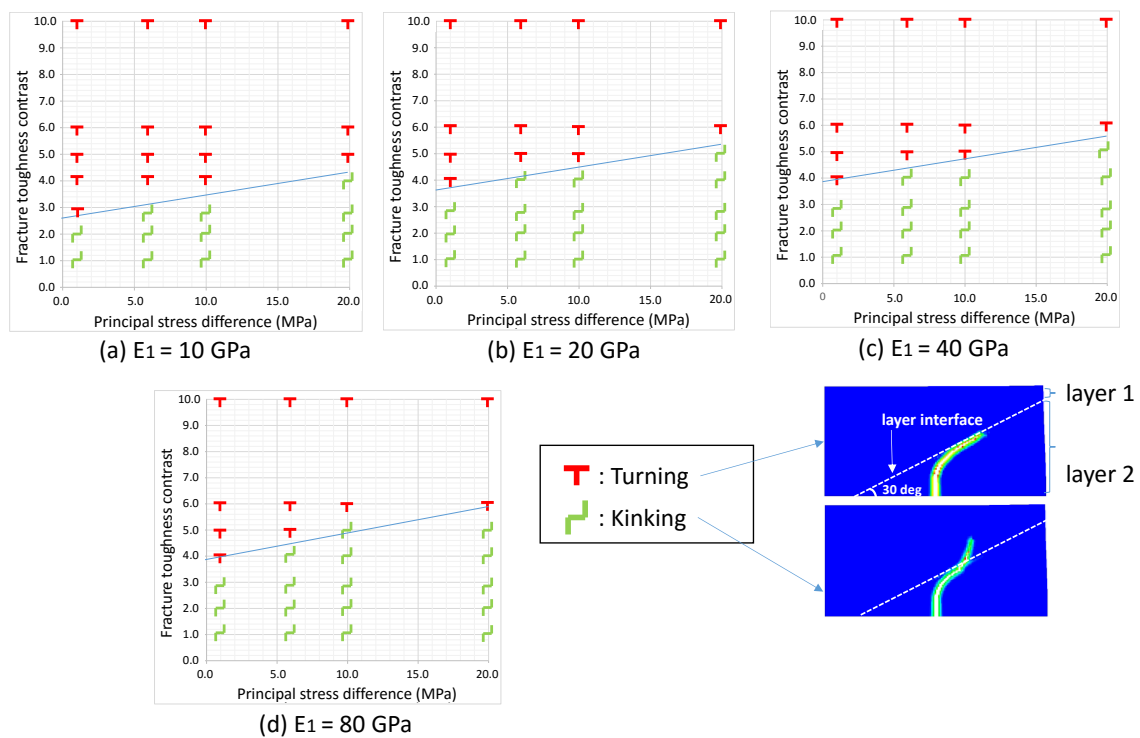 10.0
9.0
8.0
7.0
6.0
5.0
4.0
3.0
2.0
1.0
0.0
Fracture toughness contrast
0.0 5.0 10.0 15.0 20.0
Principal stress difference (MPa)
(a) E1 = 10 GPa
10.0
9.0
8.0
7.0
6.0
5.0
4.0
3.0
2.0
1.0
0.0
Fracture toughness contrast
0.0 5.0 10.0 15.0 20.0
Principal stress difference (MPa)
(b) E1 = 20 GPa
10.0
9.0
8.0
7.0
6.0
5.0
4.0
3.0
2.0
1.0
0.0
Fracture toughness contrast
0 5.0 10.0 15.0 20.0
Principal stress difference (MPa)
(c) E1 = 40 GPa
10.0
9.0
8.0
7.0
6.0
5.0
4.0
3.0
2.0
1.0
0.0
Fracture toughness contrast
0.0 5.0 10.0 15.0 20.0
Principal stress difference (MPa)
(d) E1 = 80 GPa
: Turning
: Kinking
layer interface
30 deg
layer 1
layer 2